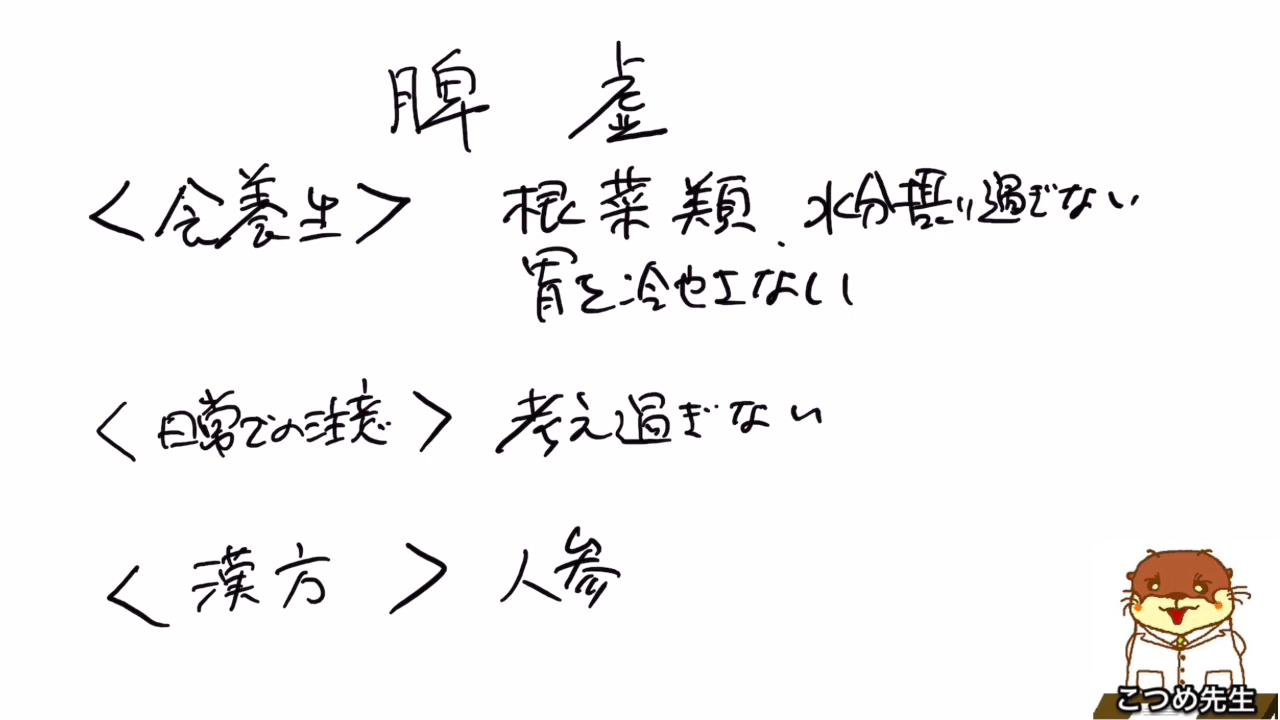 脾虚
<食養生> 根菜類、水分摂り過ぎない
胃を冷やさない
<日常での注意> 考え過ぎない
<漢方> 人参
こつめ先生